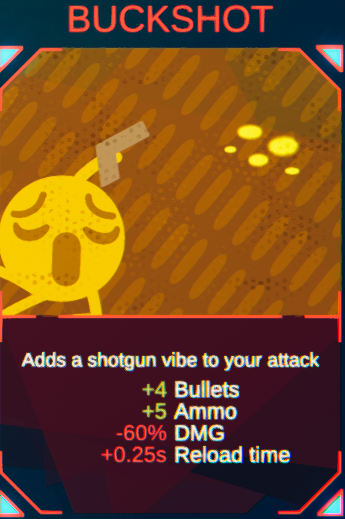 BUCKSHOT
Adds a shotgun vibe to your attack
+4 Bullets
+5 Ammo
-60% DMG
+0.25s Reload time